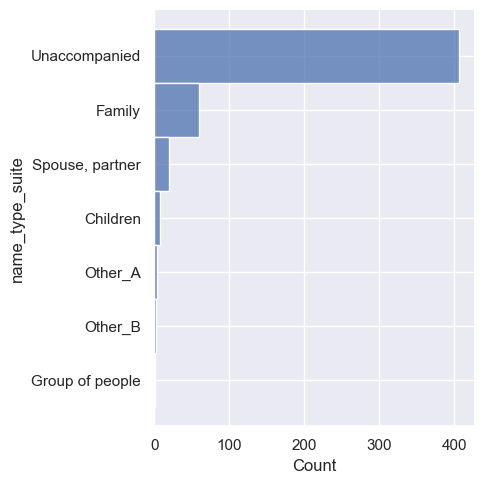 name_type_suite
Unaccompanied
Family
Spouse, partner
Children
Other_A
Other_B
Group of people
0 100 200 300 400
Count